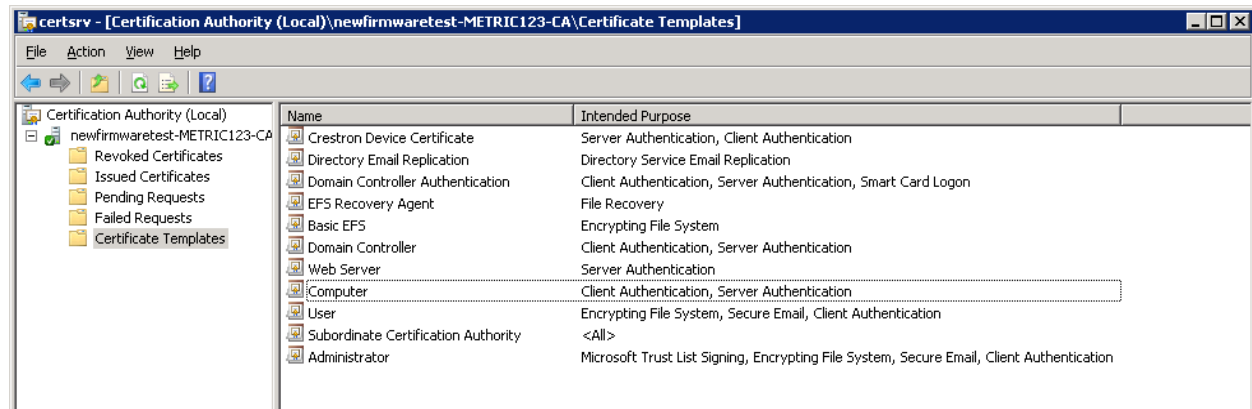 certsrv - [Certification Authority (Local)\newfirmwaretest-METRIC123-CA\Certificate Templates]
File Action View Help
Certification Authority (Local)
newfirmwaretest-METRIC123-CA
Revoked Certificates
Issued Certificates
Pending Requests
Failed Requests
Certificate Templates
Name Intended Purpose
Crestron Device Certificate Server Authentication, Client Authentication
Directory Email Replication Directory Service Email Replication
Domain Controller Authentication Client Authentication, Server Authentication, Smart Card Logon
EFS Recovery Agent File Recovery
Basic EFS Encrypting File System
Domain Controller Client Authentication, Server Authentication
Web Server Server Authentication
Computer Client Authentication, Server Authentication
User Encrypting File System, Secure Email, Client Authentication
Subordinate Certification Authority <All>
Administrator Microsoft Trust List Signing, Encrypting File System, Secure Email, Client Authentication